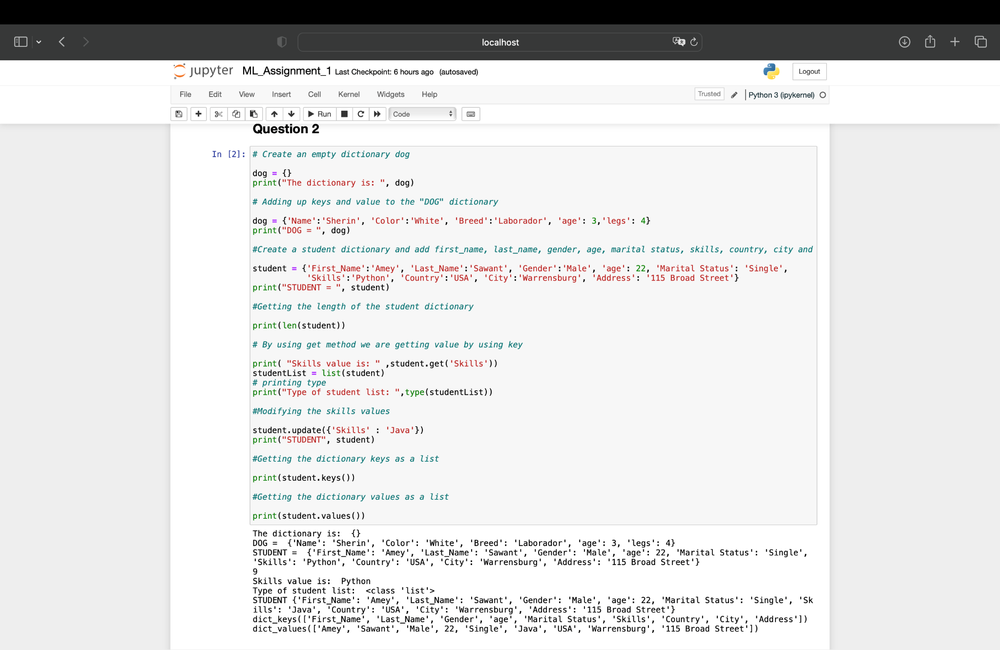 localhost
jupyter ML_Assignment_1 Last Checkpoint: 6 hours ago (autosaved)
Logout
File Edit View Insert Cell Kernel Widgets Help
Trusted Python 3 (ipykernel)
Run Code
Question 2
In [2]: # Create an empty dictionary dog
dog = {}
print("The dictionary is: ", dog)
# Adding up keys and value to the "DOG" dictionary
dog = {'Name':'Sherin', 'Color':'White', 'Breed':'Laborador', 'age': 3,'legs': 4}
print("DOG = ", dog)
#Create a student dictionary and add first_name, last_name, gender, age, marital status, skills, country, city and
student = {'First_Name':'Amey', 'Last_Name':'Sawant', 'Gender':'Male', 'age': 22, 'Marital Status': 'Single',
'Skills':'Python', 'Country':'USA', 'City':'Warrensburg', 'Address': '115 Broad Street'}
print("STUDENT = ", student)
#Getting the length of the student dictionary
print(len(student))
# By using get method we are getting value by using key
print( "Skills value is: " ,student.get('Skills'))
studentList = list(student)
# printing type
print("Type of student list: ",type(studentList))
#Modifying the skills values
student.update({'Skills' : 'Java'})
print("STUDENT", student)
#Getting the dictionary keys as a list
print(student.keys())
#Getting the dictionary values as a list
print(student.values())
The dictionary is:  {}
DOG =  {'Name': 'Sherin', 'Color': 'White', 'Breed': 'Laborador', 'age': 3, 'legs': 4}
STUDENT =  {'First_Name': 'Amey', 'Last_Name': 'Sawant', 'Gender': 'Male', 'age': 22, 'Marital Status': 'Single',
'Skills': 'Python', 'Country': 'USA', 'City': 'Warrensburg', 'Address': '115 Broad Street'}
9
Skills value is:  Python
Type of student list:  <class 'list'>
STUDENT {'First_Name': 'Amey', 'Last_Name': 'Sawant', 'Gender': 'Male', 'age': 22, 'Marital Status': 'Single', 'Sk
ills': 'Java', 'Country': 'USA', 'City': 'Warrensburg', 'Address': '115 Broad Street'}
dict_keys(['First_Name', 'Last_Name', 'Gender', 'age', 'Marital Status', 'Skills', 'Country', 'City', 'Address'])
dict_values(['Amey', 'Sawant', 'Male', 22, 'Single', 'Java', 'USA', 'Warrensburg', '115 Broad Street'])